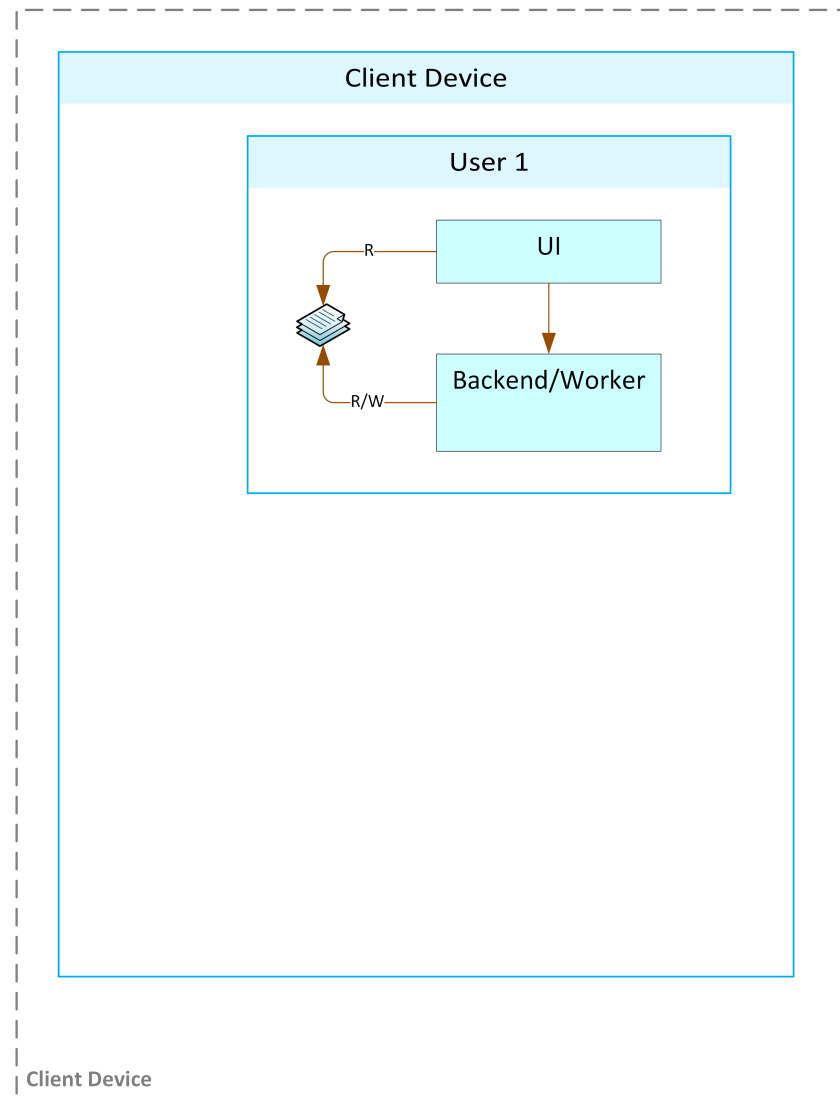 Client Device
User 1
UI
R
Backend/Worker
R/W
Client Device